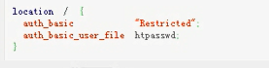 location / {
auth_basic "Restricted";
auth_basic_user_file htpasswd;
}